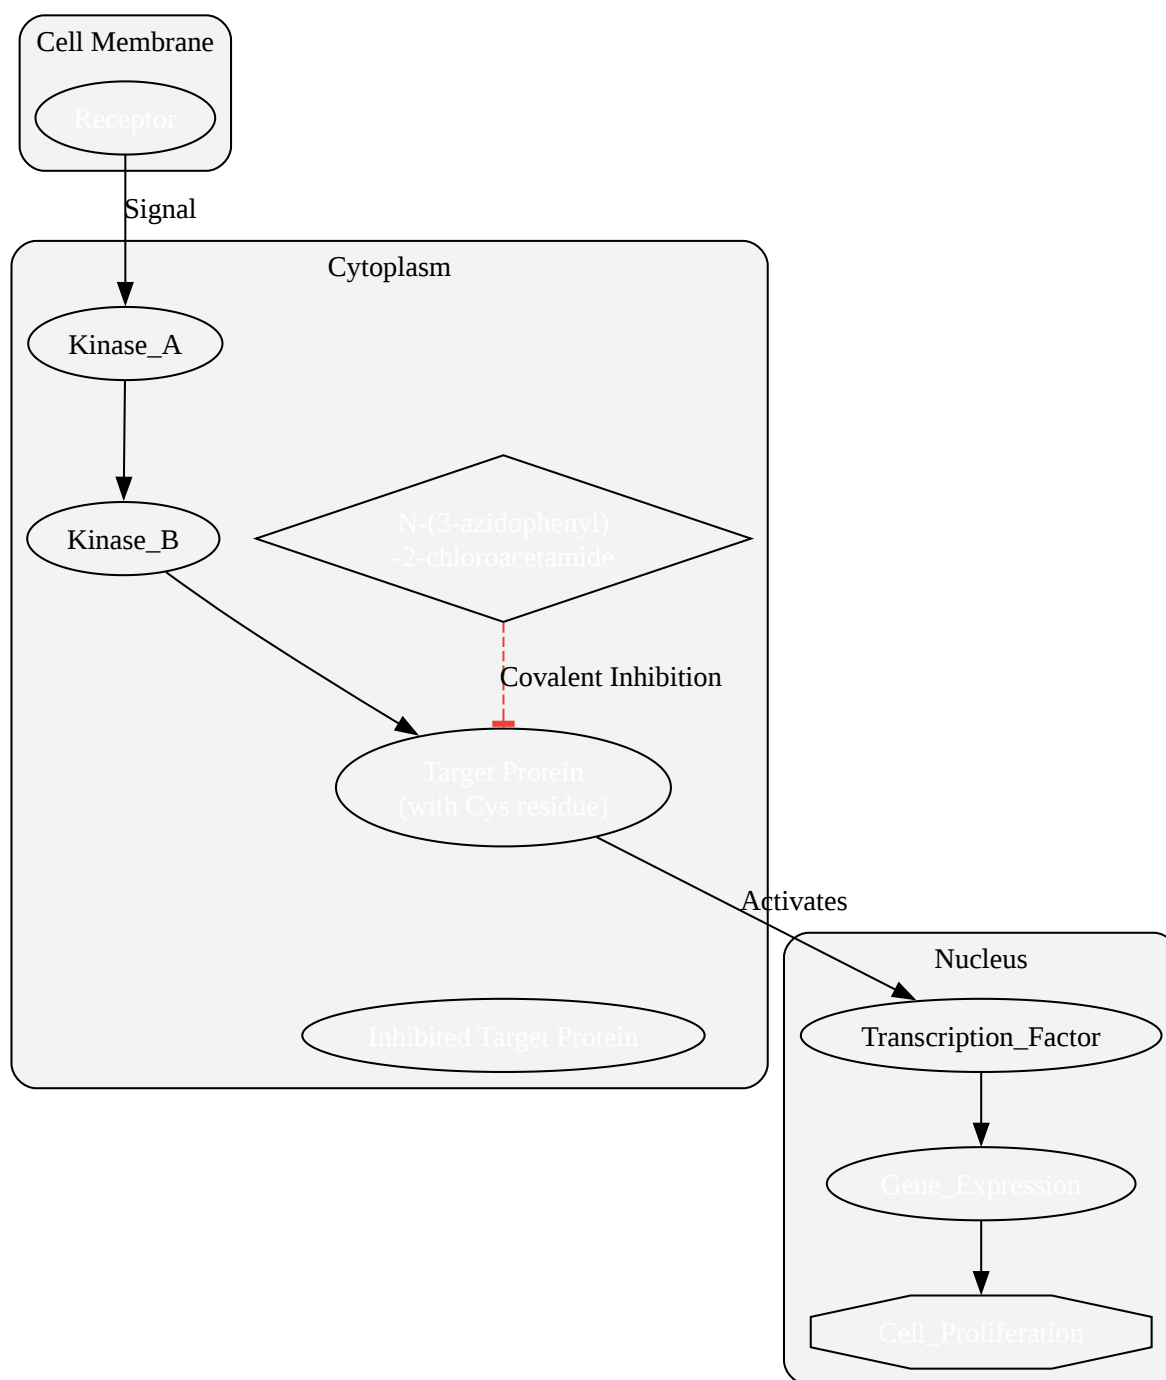 Cell Membrane
Receptor
Signal
Cytoplasm
Kinase_A
Kinase_B
N-(3-azidophenyl)
-2-chloroacetamide
Covalent Inhibition
Target Protein
(with Cys residue)
Activates
Nucleus
Inhibited Target Protein
Transcription_Factor
Gene_Expression
Cell_Proliferation